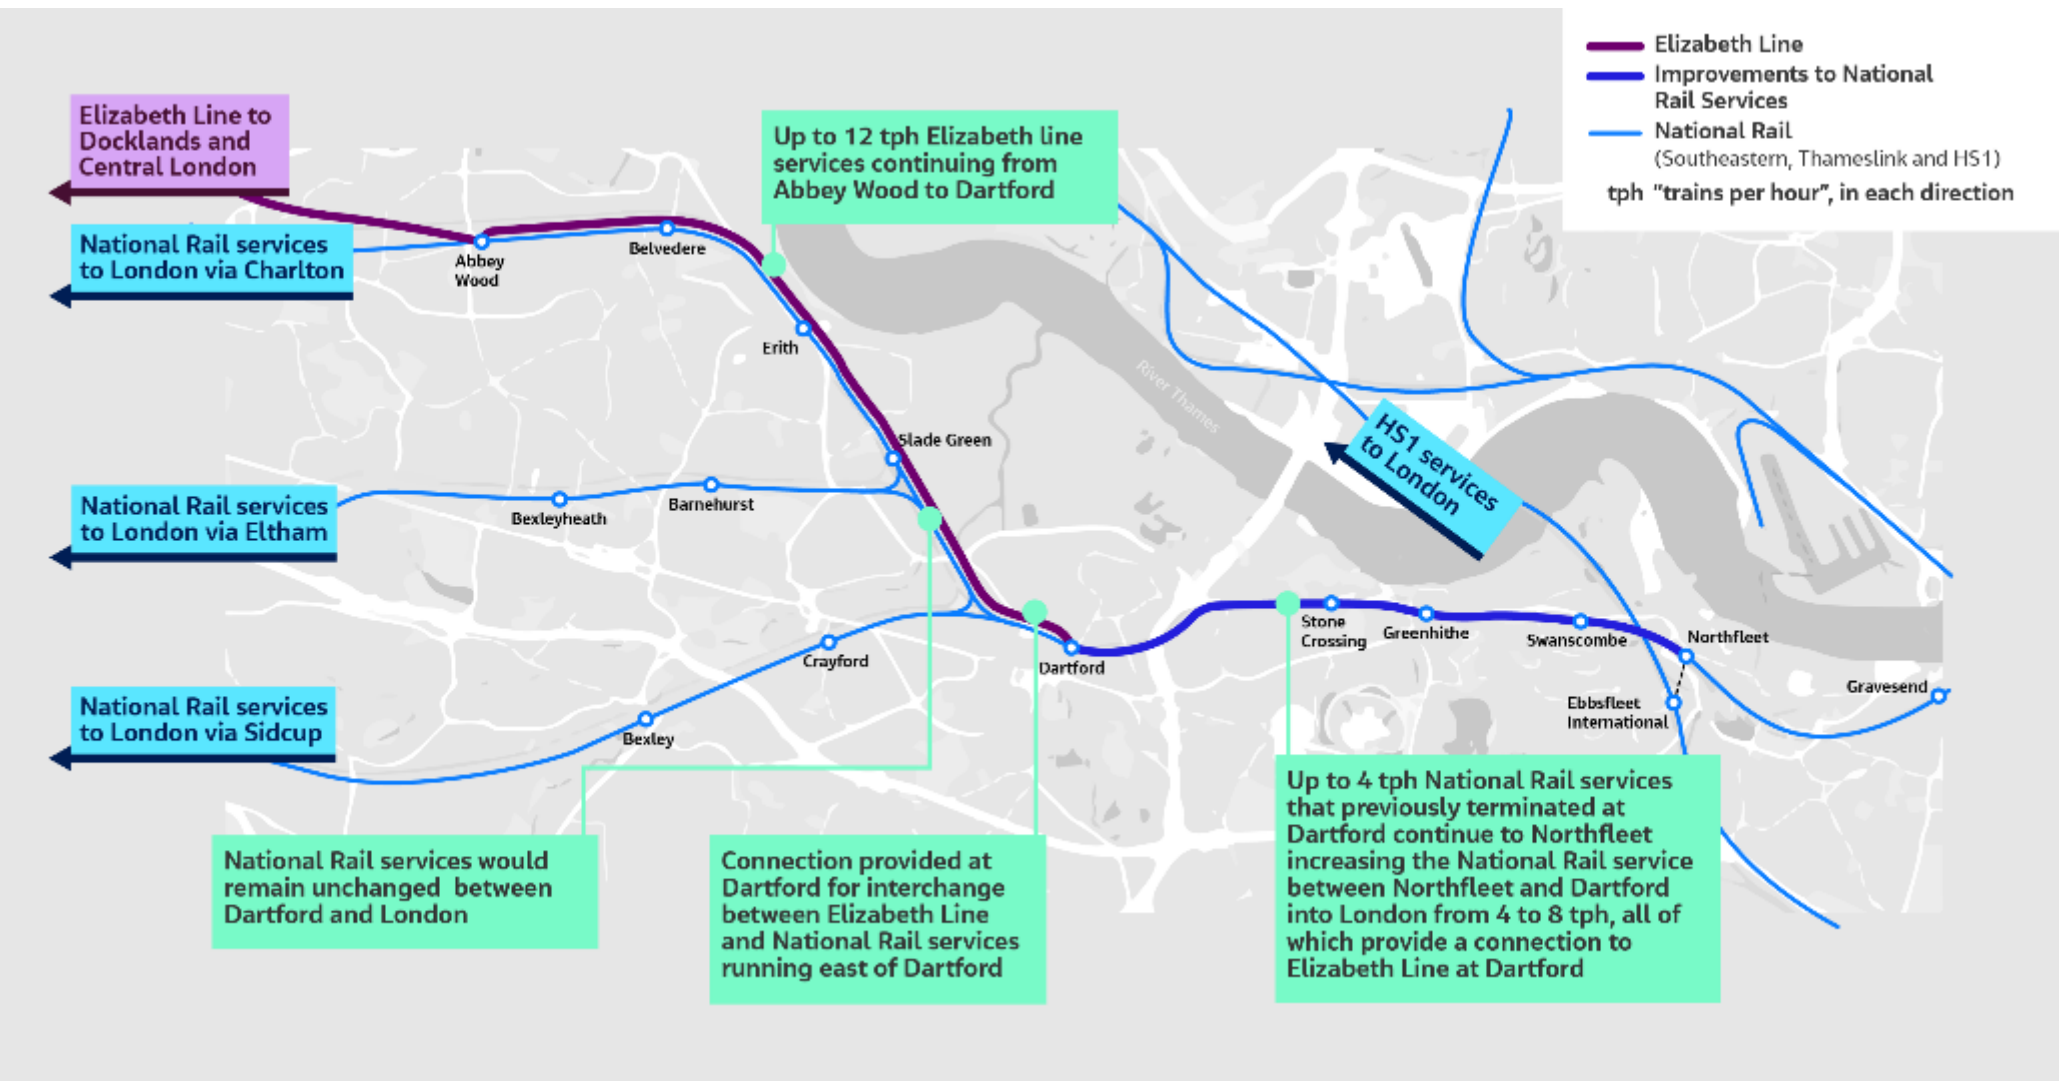 Elizabeth Line
Improvements to National
Rail Services
National Rail
(Southeastern, Thameslink and HS1)
tph "trains per hour", in each direction
Elizabeth Line to
Docklands and
Central London
National Rail services
to London via Charlton
Up to 12 tph Elizabeth line
services continuing from
Abbey Wood to Dartford
Abbey
Wood
Belvedere
Erith
River Thames
Slade Green
HS1 services
to London
National Rail services
to London via Eltham
Bexleyheath
Barnehurst
Crayford
Dartford
Stone
Crossing
Greenhithe
Swanscombe
Northfleet
Gravesend
Ebbsfleet
International
National Rail services
to London via Sidcup
Bexley
National Rail services would
remain unchanged between
Dartford and London
Connection provided at
Dartford for interchange
between Elizabeth Line
and National Rail services
running east of Dartford
Up to 4 tph National Rail services
that previously terminated at
Dartford continue to Northfleet
increasing the National Rail service
between Northfleet and Dartford
into London from 4 to 8 tph, all of
which provide a connection to
Elizabeth Line at Dartford